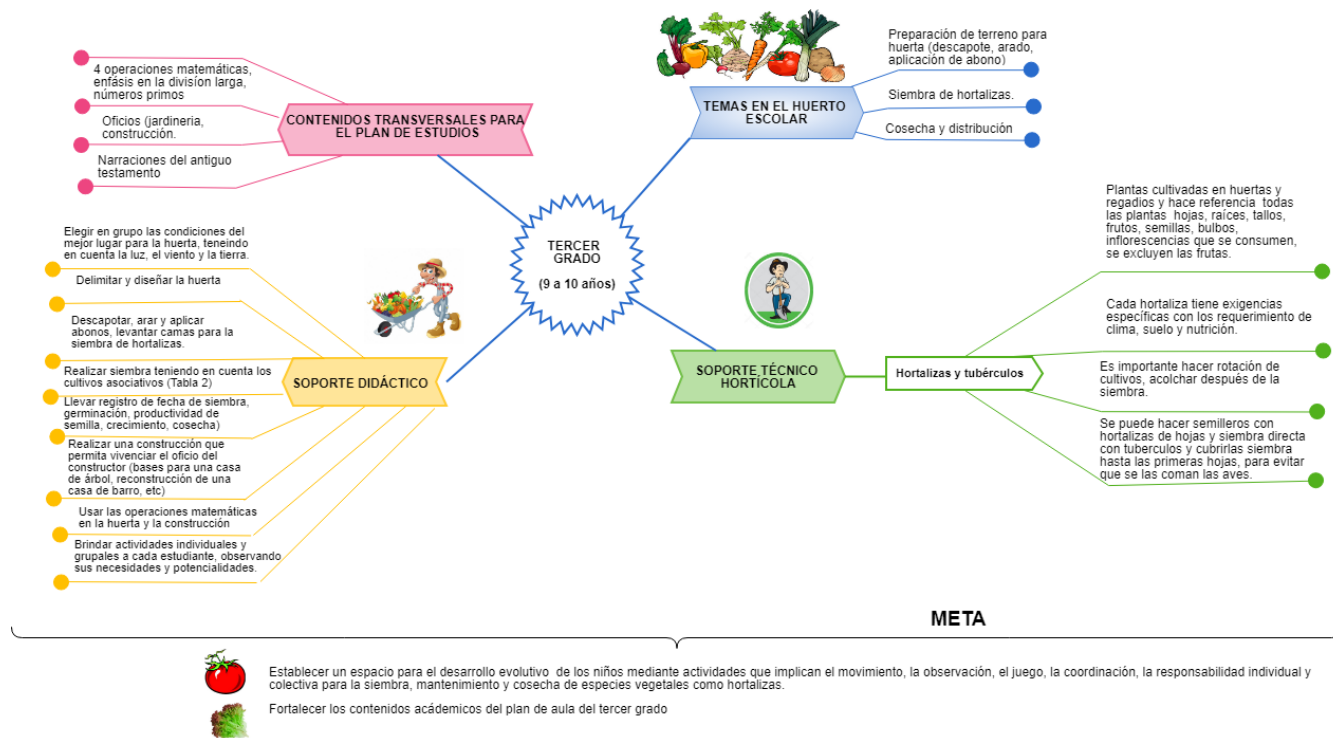 4 operaciones matemáticas,
enfásis en la división larga,
números primos
Oficios (jardineria,
construcción.
Narraciones del antiguo
testamento
CONTENIDOS TRANSVERSALES PARA
EL PLAN DE ESTUDIOS
TEMAS EN EL HUERTO
ESCOLAR
Preparación de terreno para
huerta (descapote, arado,
aplicación de abono)
Siembra de hortalizas.
Cosecha y distribución
TERCER
GRADO
(9 a 10 años)
Elegir en grupo las condiciones del
mejor lugar para la huerta, teneindo
en cuenta la luz, el viento y la tierra.
Delimitar y diseñar la huerta
Descapotar, arar y aplicar
abonos, levantar camas para la
siembra de hortalizas.
Realizar siembra teniendo en cuenta los
cultivos asociativos (Tabla 2)
Llevar registro de fecha de siembra,
germinación, productividad de
semilla, crecimiento, cosecha)
Realizar una construcción que
permita vivenciar el oficio del
constructor (bases para una casa
de árbol, reconstrucción de una
casa de barro, etc)
Usar las operaciones matemáticas
en la huerta y la construcción
Brindar actividades individuales y
grupales a cada estudiante, observando
sus necesidades y potencialidades.
SOPORTE DIDÁCTICO
SOPORTE TÉCNICO
HORTÍCOLA
Hortalizas y tubérculos
Plantas cultivadas en huertas y
regadios y hace referencia todas
las plantas hojas, raíces, tallos,
frutos, semillas, bulbos,
inflorescencias que se consumen,
se excluyen las frutas.
Cada hortaliza tiene exigencias
específicas con los requerimiento de
clima, suelo y nutrición.
Es importante hacer rotación de
cultivos, acolchar después de la
siembra.
Se puede hacer semilleros con
hortalizas de hojas y siembra directa
con tuberculos y cubrirlas siembra
hasta las primeras hojas, para evitar
que se las coman las aves.
META
Establecer un espacio para el desarrollo evolutivo de los niños mediante actividades que implican el movimiento, la observación, el juego, la coordinación, la responsabilidad individual y
colectiva para la siembra, mantenimiento y cosecha de especies vegetales como hortalizas.
Fortalecer los contenidos acádemicos del plan de aula del tercer grado